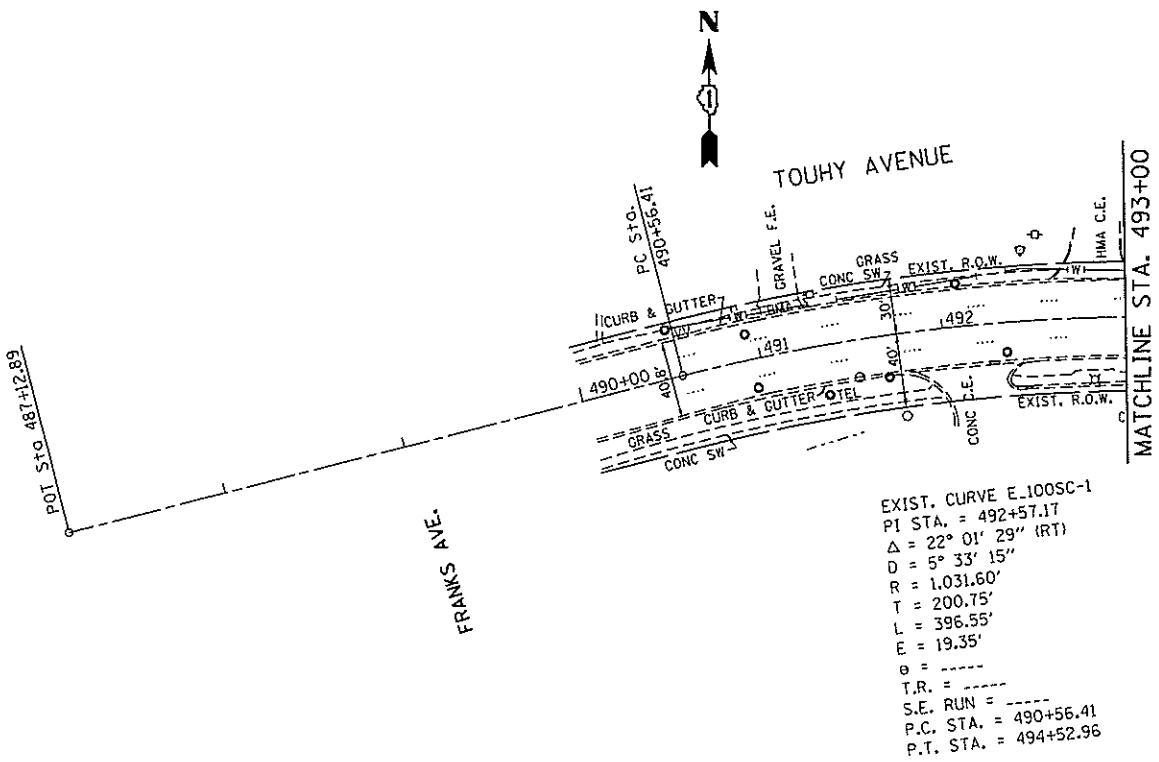 N
TOUHY AVENUE
PC Sta.
490+56.41
GRAVEL F.E.
HMA C.E.
MATCHLINE STA. 493+00
GRASS
EXIST. R.O.W.
CONC SW
W
HMA
W
W
CURB & GUTTER
30'
492
491
40.6'
40'
490+00
POT Sta 487+12.89
TEL
CURB & GUTTER
GRASS
CONC SW
CONC C.E.
EXIST. R.O.W.
FRANKS AVE.
EXIST. CURVE E_100SC-1
PI STA. = 492+57.17
Δ = 22° 01' 29" (RT)
D = 5° 33' 15"
R = 1,031.60'
T = 200.75'
L = 396.55'
E = 19.35'
e = -----
T.R. = -----
S.E. RUN = -----
P.C. STA. = 490+56.41
P.T. STA. = 494+52.96